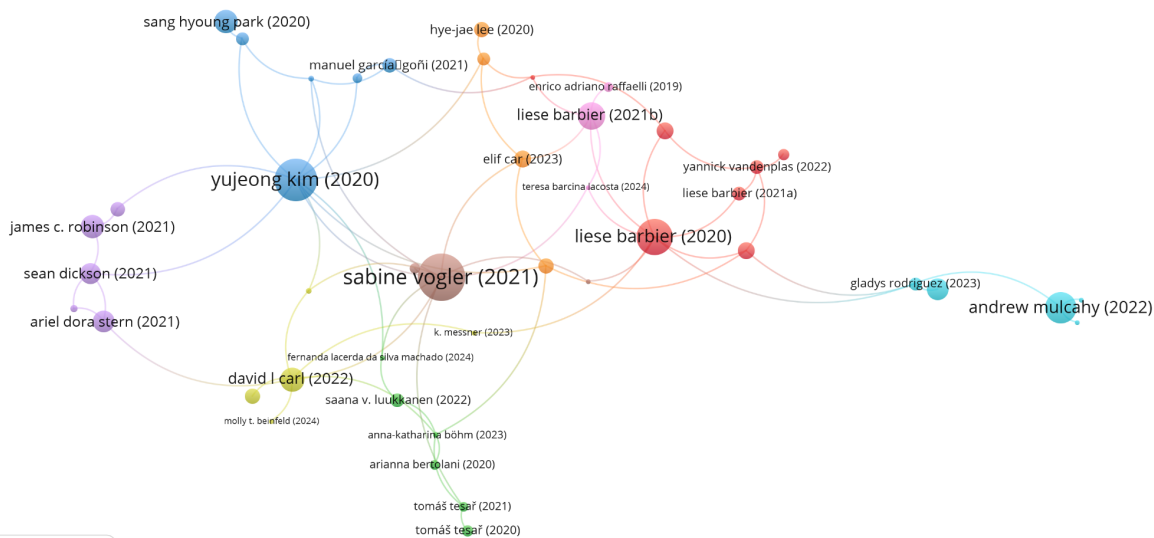 sang hyoung park (2020)
hye-jae lee (2020)
manuel garcia􏰀goñi (2021)
enrico adriano raffaelli (2019)
liese barbier (2021b)
elif car (2023)
yannick vandenplas (2022)
yujeong kim (2020)
teresa barcina lacosta (2024)
liese barbier (2021a)
james c. robinson (2021)
liese barbier (2020)
sean dickson (2021)
sabine vogler (2021)
gladys rodriguez (2023)
andrew mulcahy (2022)
ariel dora stern (2021)
k. messner (2023)
fernanda lacerda da silva machado (2024)
david l carl (2022)
saana v. luukkanen (2022)
molly t. beinfeld (2024)
anna-katharina böhm (2023)
arianna bertolani (2020)
tomáš tesař (2021)
tomáš tesař (2020)